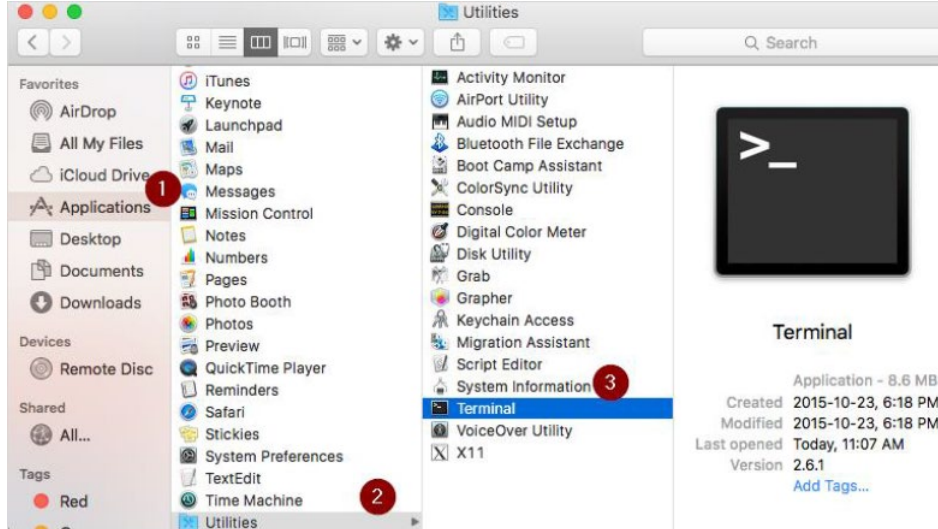 Utilities
Search
Favorites
AirDrop
All My Files
iCloud Drive
Applications
Desktop
Documents
Downloads
Devices
Remote Disc
Shared
All...
Tags
Red
1
iTunes
Keynote
Launchpad
Mail
Maps
Messages
Mission Control
Notes
Numbers
Pages
Photo Booth
Photos
Preview
QuickTime Player
Reminders
Safari
Stickies
System Preferences
TextEdit
Time Machine
2
Utilities
Activity Monitor
AirPort Utility
Audio MIDI Setup
Bluetooth File Exchange
Boot Camp Assistant
ColorSync Utility
Console
Digital Color Meter
Disk Utility
Grab
Grapher
Keychain Access
Migration Assistant
Script Editor
System Information
3
Terminal
VoiceOver Utility
X11
>_
Terminal
Application - 8.6 MB
Created 2015-10-23, 6:18 PM
Modified 2015-10-23, 6:18 PM
Last opened Today, 11:07 AM
Version 2.6.1
Add Tags...